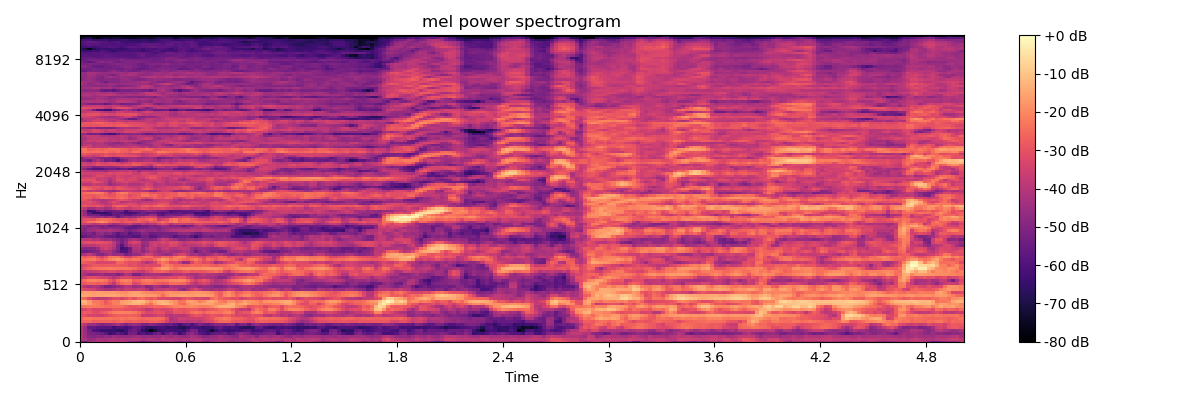 mel power spectrogram
Hz
8192
4096
2048
1024
512
0
0 0.6 1.2 1.8 2.4 3 3.6 4.2 4.8
Time
+0 dB
-10 dB
-20 dB
-30 dB
-40 dB
-50 dB
-60 dB
-70 dB
-80 dB